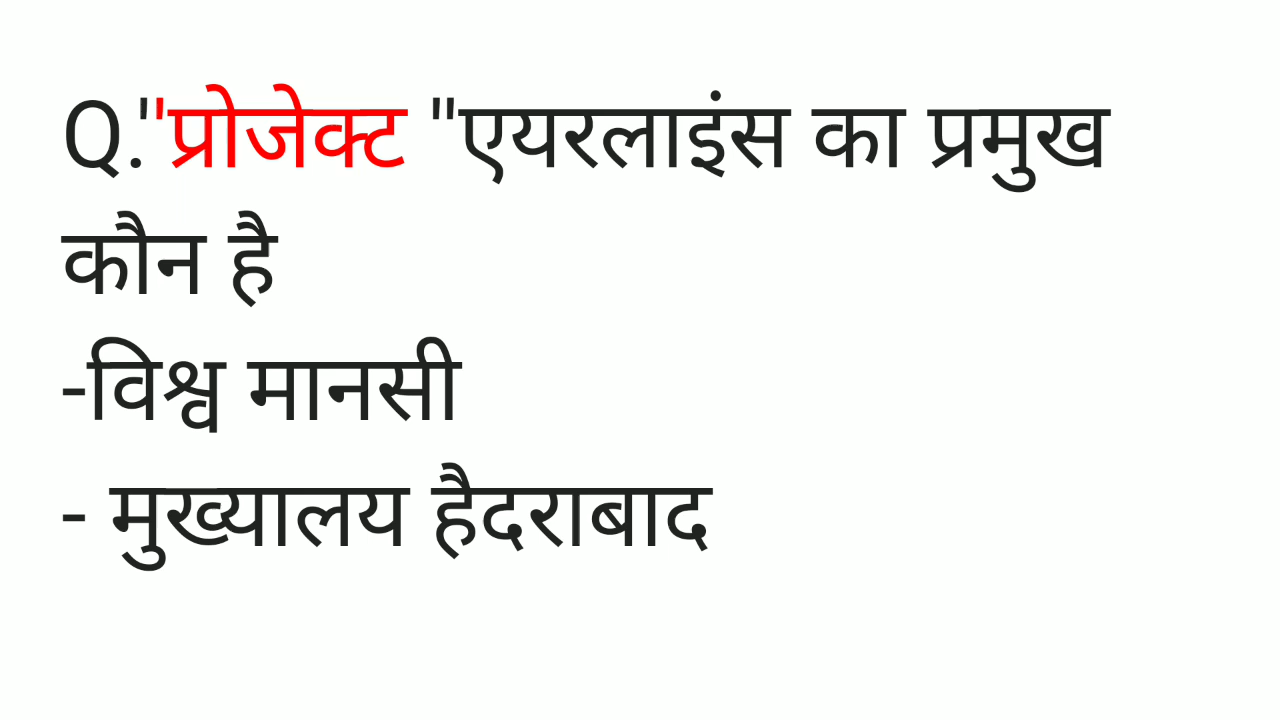 Q."'प्रोजेक्ट "एयरलाइंस का प्रमुख
कौन है
-विश्व मानसी
- मुख्यालय हैदराबाद